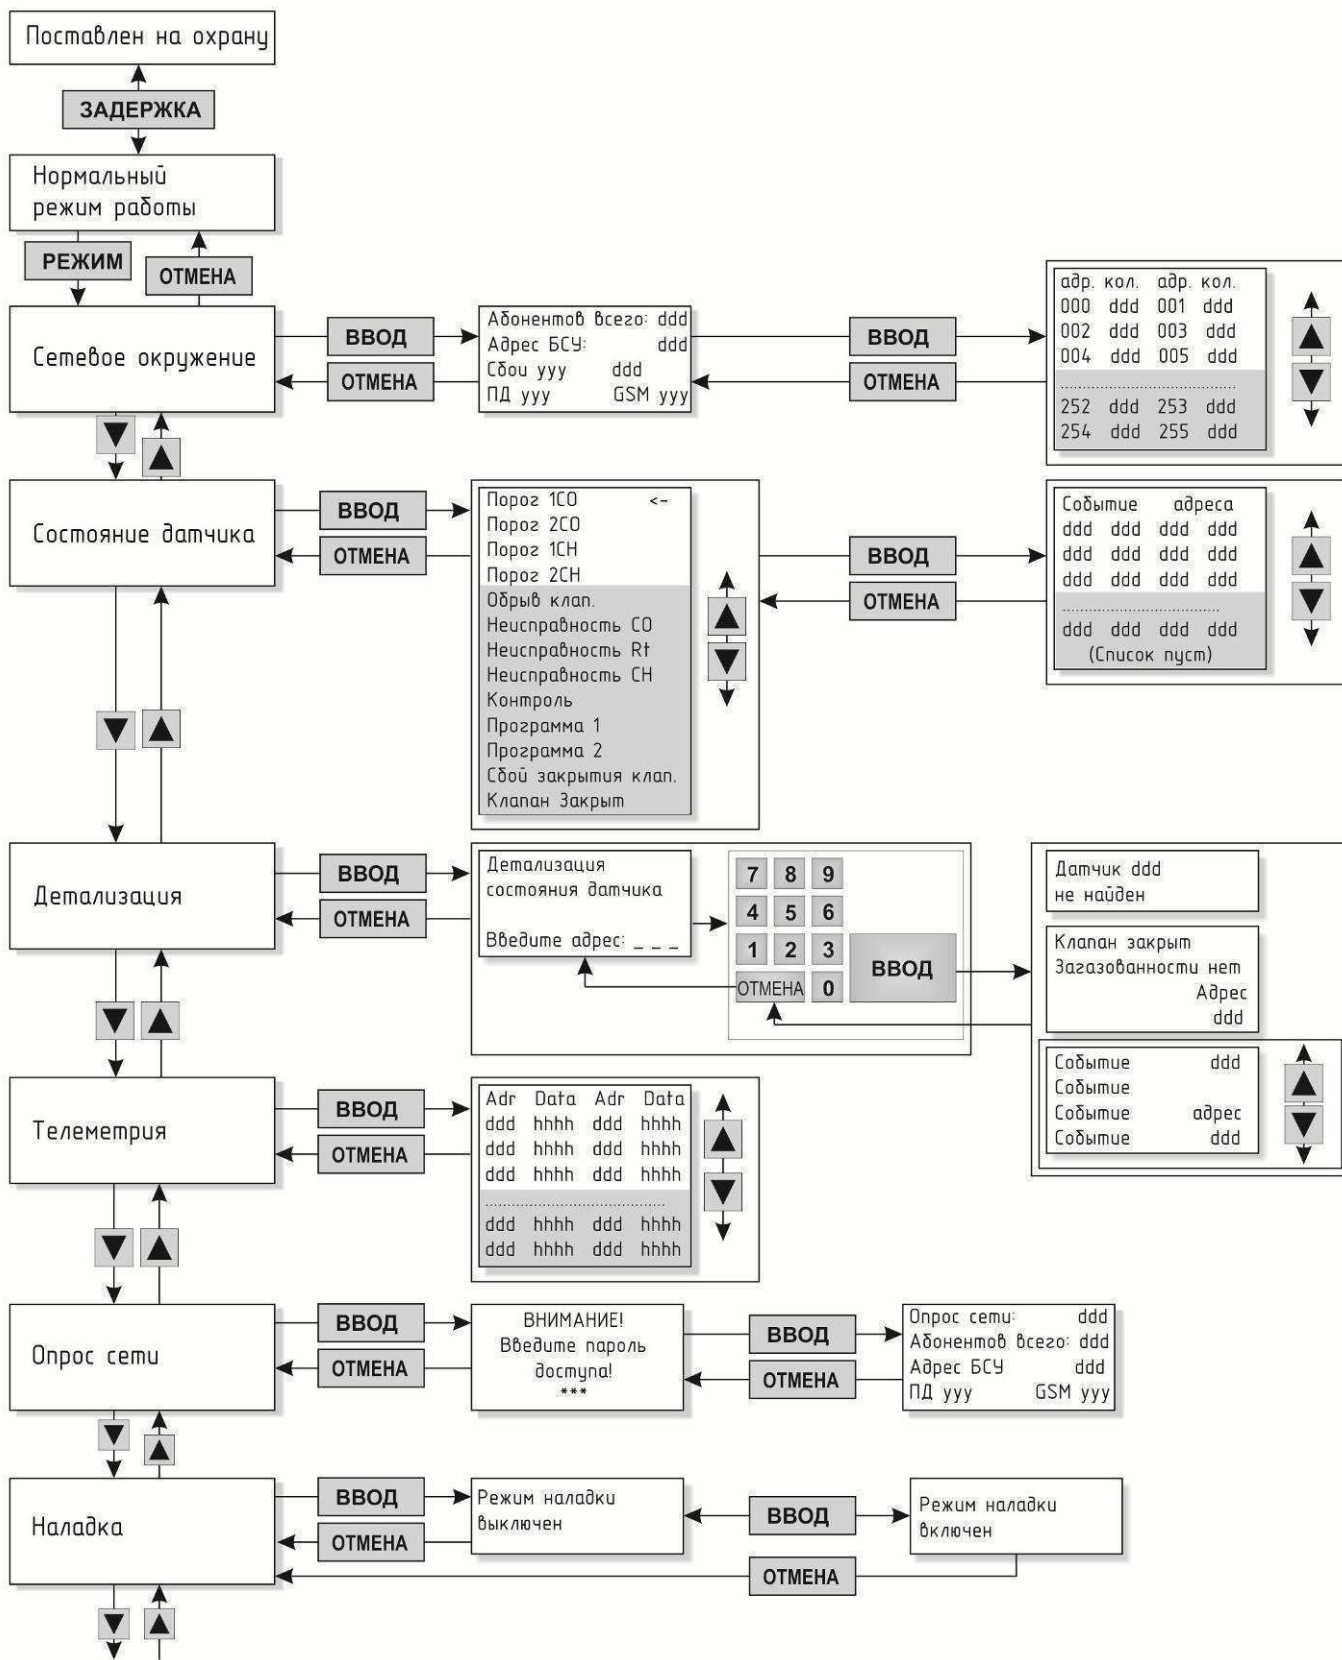 Поставлен на охрану
ЗАДЕРЖКА
Нормальный
режим работы
РЕЖИМ
ОТМЕНА
Сетевое окружение
ВВОД
ОТМЕНА
Абонентов всего: ddd
Адрес БСУ: ddd
Сбои ууу ddd
ПД ууу GSM ууу
ВВОД
ОТМЕНА
адр. кол. адр. кол.
000 ddd 001 ddd
002 ddd 003 ddd
004 ddd 005 ddd
........................................
252 ddd 253 ddd
254 ddd 255 ddd
Состояние датчика
ВВОД
ОТМЕНА
Порог 1СО <-
Порог 2СО
Порог 1СН
Порог 2СН
Обрыв клап.
Неисправность СО
Неисправность Rt
Неисправность СН
Контроль
Программа 1
Программа 2
Сбой закрытия клап.
Клапан Закрыт
ВВОД
ОТМЕНА
Событие адреса
ddd ddd ddd ddd
ddd ddd ddd ddd
ddd ddd ddd ddd
....................................
ddd ddd ddd ddd
(Список пуст)
Детализация
ВВОД
ОТМЕНА
Детализация
состояния датчика
Введите адрес: _ _ _
7 8 9
4 5 6
1 2 3
ОТМЕНА 0
ВВОД
Датчик ddd
не найден
Клапан закрыт
Загазованности нет
Адрес
ddd
Событие ddd
Событие
Событие адрес
Событие ddd
Телеметрия
ВВОД
ОТМЕНА
Adr Data Adr Data
ddd hhhh ddd hhhh
ddd hhhh ddd hhhh
ddd hhhh ddd hhhh
........................................
ddd hhhh ddd hhhh
ddd hhhh ddd hhhh
Опрос сети
ВВОД
ОТМЕНА
ВНИМАНИЕ!
Введите пароль
доступа!
***
ВВОД
ОТМЕНА
Опрос сети: ddd
Абонентов всего: ddd
Адрес БСУ ddd
ПД ууу GSM ууу
Наладка
ВВОД
ОТМЕНА
Режим наладки
выключен
ВВОД
ОТМЕНА
Режим наладки
включен